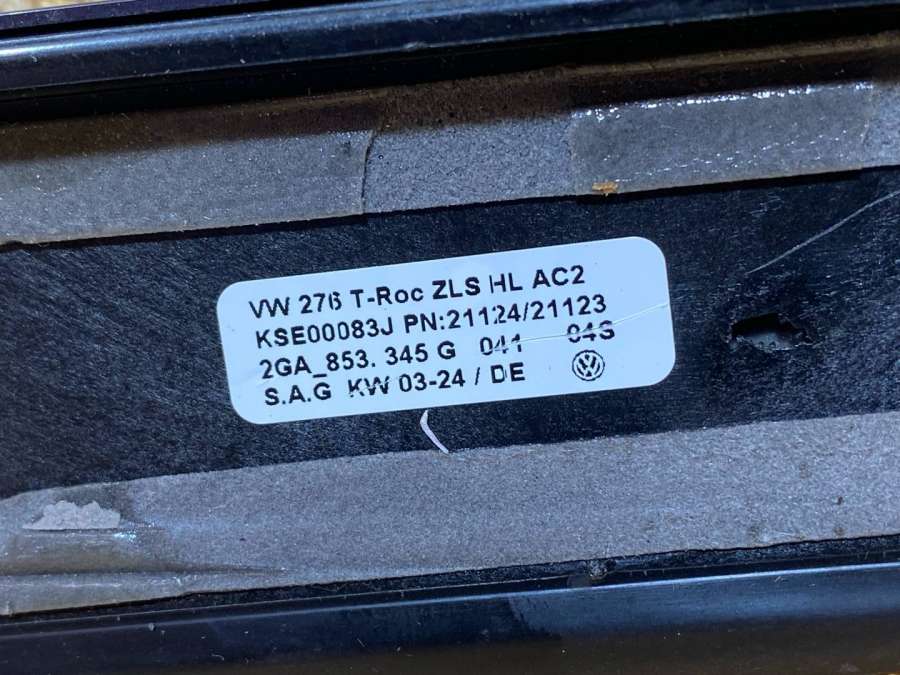 VW 276 T-Roc ZLS HL AC2
KSE00083J PN:21124/21123
2GA_853. 345 G 041 04S
S.A.G KW 03-24 / DE